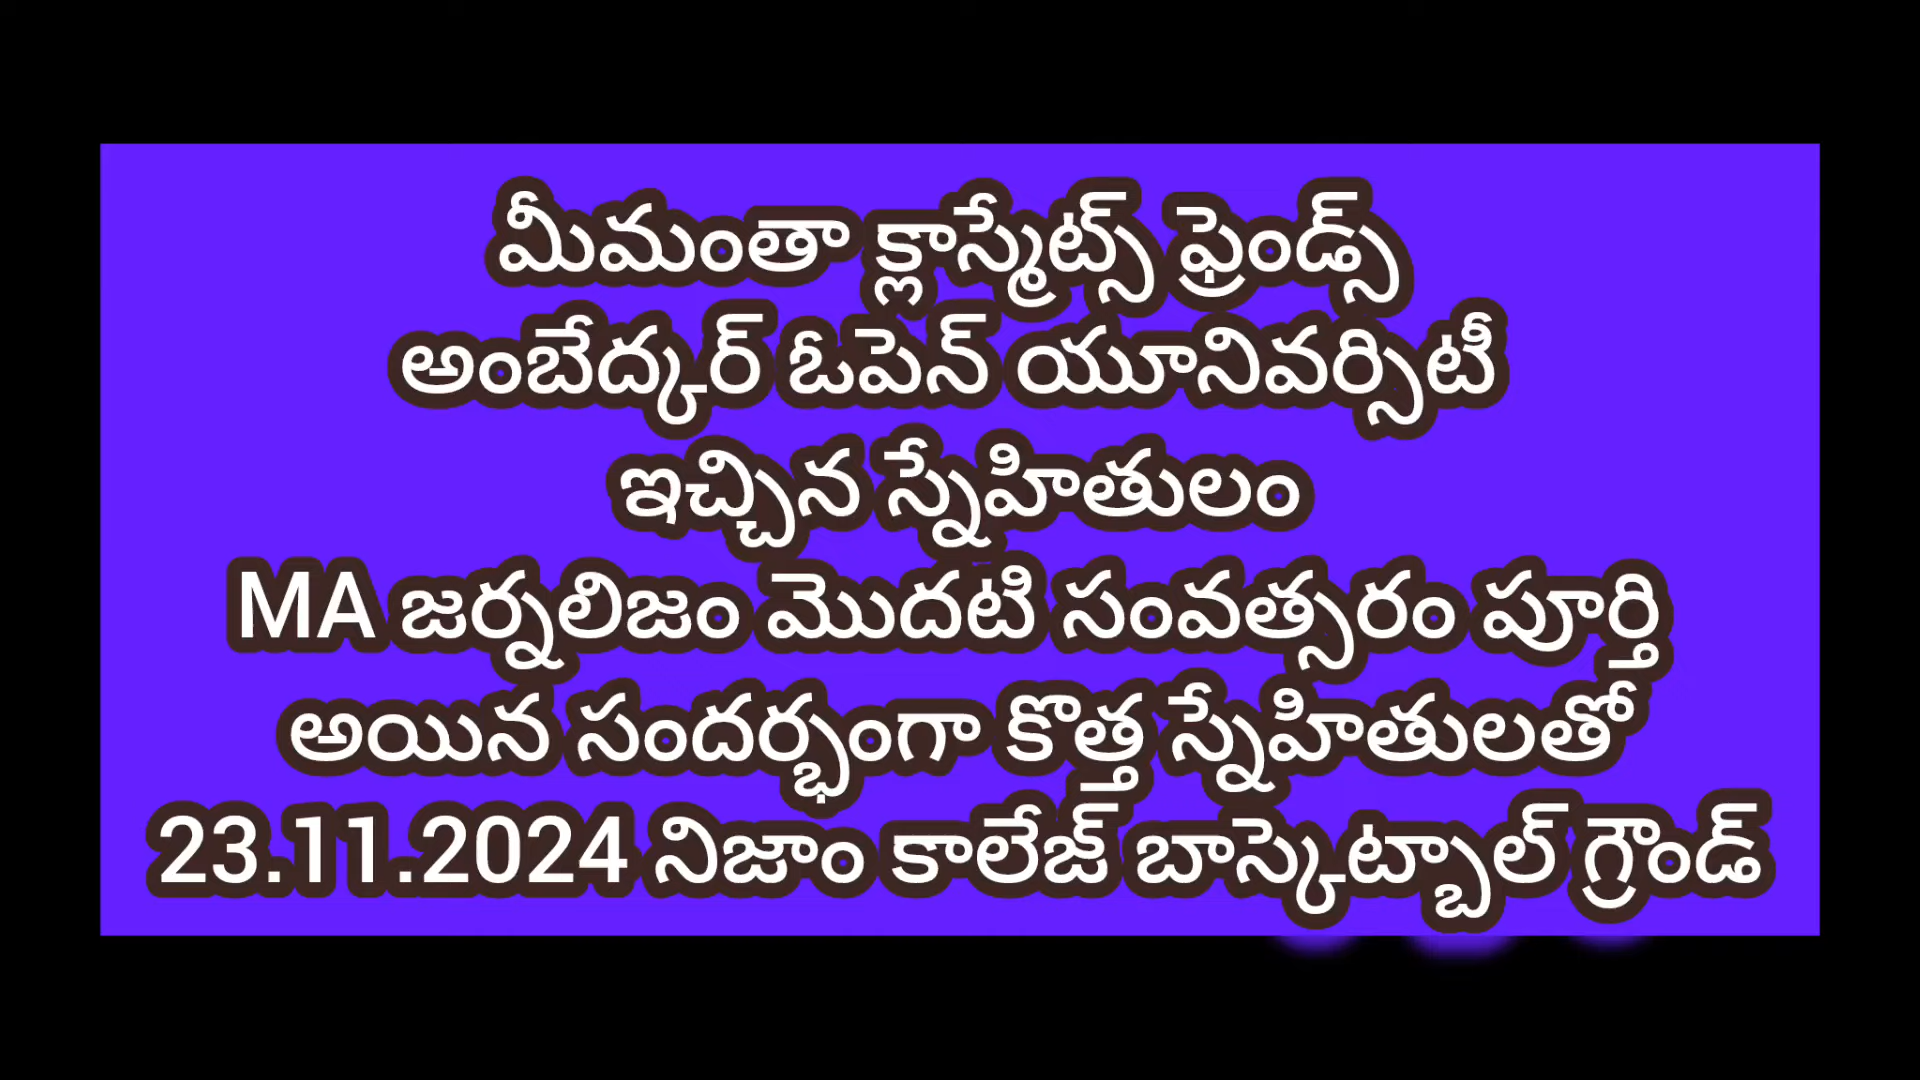 మీమంతా క్లాస్మేట్స్ ఫ్రెండ్స్
అంబేద్కర్ ఓపెన్ యూనివర్సిటీ
ఇచ్చిన స్నేహితులం
MA జర్నలిజం మొదటి సంవత్సరం పూర్తి
అయిన సందర్భంగా కొత్త స్నేహితులతో
23.11.2024 నిజాం కాలేజ్ బాస్కెట్బాల్ గ్రౌండ్